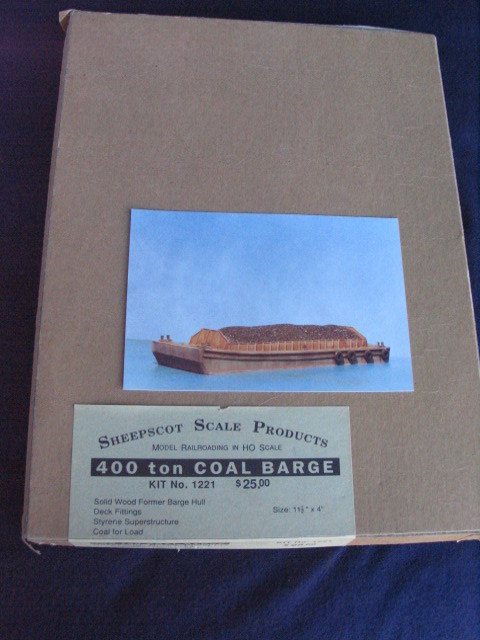 SHEEPSCOT SCALE PRODUCTS
MODEL RAILROADING IN HO SCALE
400 ton COAL BARGE
KIT No. 1221 $25.00
Solid Wood Former Barge Hull
Deck Fittings
Styrene Superstructure
Coal for Load
Size: 11½" x 4"